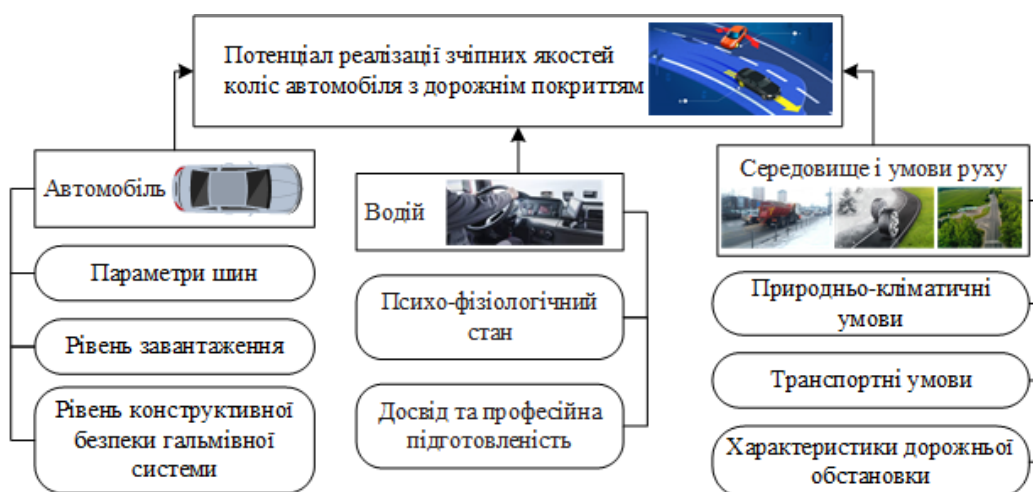 Потенціал реалізації зчіпних якостей
коліс автомобіля з дорожнім покриттям
Автомобіль
Параметри шин
Рівень завантаження
Рівень конструктивної
безпеки гальмівної
системи
Водій
Психо-фізіологічний
стан
Досвід та професійна
підготовленість
Середовище і умови руху
Природньо-кліматичні
умови
Транспортні умови
Характеристики дорожньої
обстановки